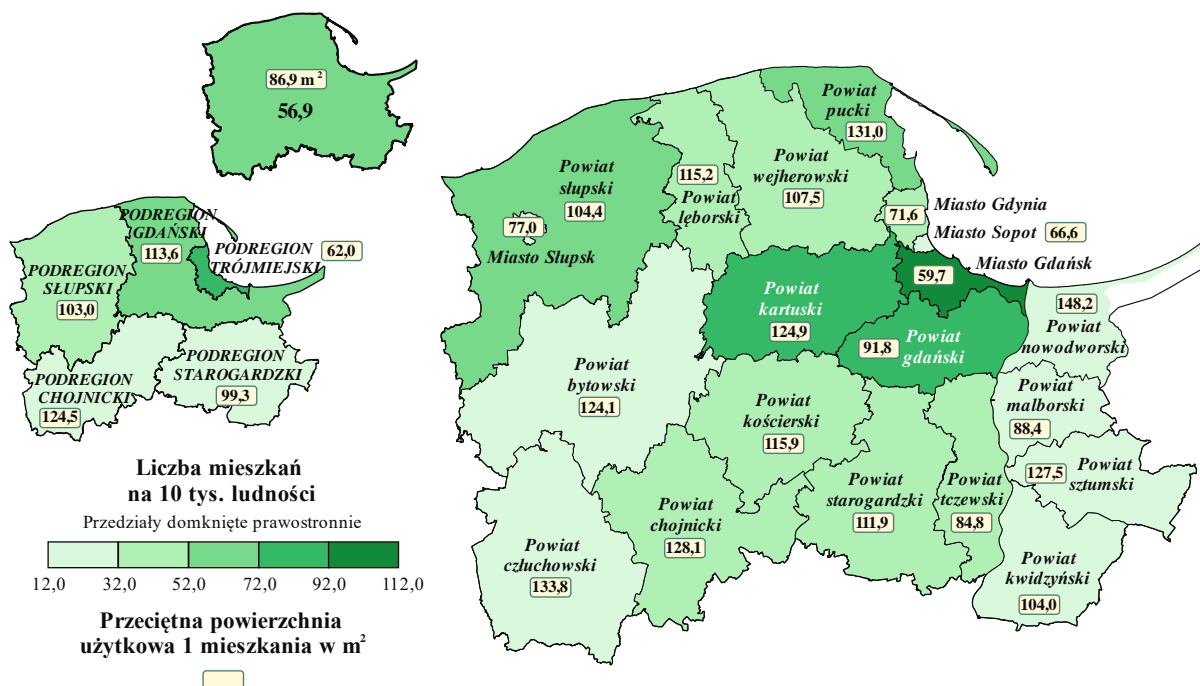 86,9 m²
56,9
PODREGION
GDAŃSKI
113,6
PODREGION
TRÓJMIEJSKI
62,0
PODREGION
SŁUPSKI
103,0
PODREGION
CHOJNICKI
124,5
PODREGION
STAROGARDZKI
99,3
Liczba mieszkań
na 10 tys. ludności
Przedziały domknięte prawostronnie
12,0 32,0 52,0 72,0 92,0 112,0
Przeciętna powierzchnia
użytkowa 1 mieszkania w m²
Powiat
pucki
131,0
Powiat
wejherowski
107,5
115,2
Powiat
lęborski
Powiat
słupski
104,4
77,0
Miasto Słupsk
71,6
Miasto Gdynia
Miasto Sopot 66,6
59,7
Miasto Gdańsk
Powiat
kartuski
124,9
91,8
Powiat
gdański
148,2
Powiat
nowodworski
Powiat
bytowski
124,1
Powiat
kościerski
115,9
Powiat
malborski
88,4
127,5
Powiat
sztumski
Powiat
starogardzki
111,9
Powiat
tczewski
84,8
Powiat
chojnicki
128,1
Powiat
człuchowski
133,8
Powiat
kwidzyński
104,0